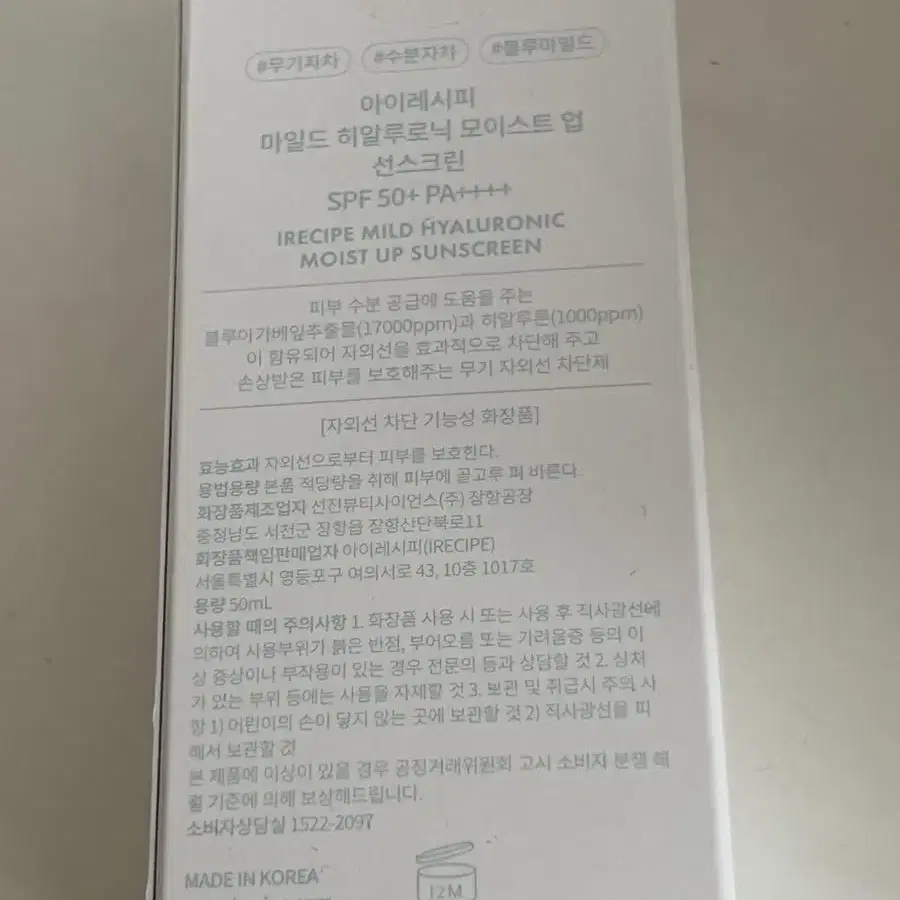 #무기자차 #수분자차 #블루마일드
아이레시피
마일드 히알루로닉 모이스트 업
선스크린
SPF 50+ PA++++
IRECIPE MILD HYALURONIC
MOIST UP SUNSCREEN
피부 수분 공급에 도움을 주는
블루아가베잎추출물(17000ppm)과 히알루론(1000ppm)
이 함유되어 자외선을 효과적으로 차단해 주고
손상받은 피부를 보호해주는 무기 자외선 차단제
[자외선 차단 기능성 화장품]
효능효과 자외선으로부터 피부를 보호한다.
용법용량 본품 적당량을 취해 피부에 골고루 펴 바른다.
화장품제조업자 선진뷰티사이언스(주) 장항공장
충청남도 서천군 장항읍 장항산단북로11
화장품책임판매업자 아이레시피(IRECIPE)
서울특별시 영등포구 여의서로 43, 10층 1017호
용량 50mL
사용할 때의 주의사항 1. 화장품 사용 시 또는 사용 후 직사광선에
의하여 사용부위가 붉은 반점, 부어오름 또는 가려움증 등의 이
상 증상이나 부작용이 있는 경우 전문의 등과 상담할 것 2. 상처
가 있는 부위 등에는 사용을 자제할 것 3. 보관 및 취급시 주의 사
항 1) 어린이의 손이 닿지 않는 곳에 보관할 것 2) 직사광선을 피
해서 보관할 것
본 제품에 이상이 있을 경우 공정거래위원회 고시 소비자 분쟁 해
결 기준에 의해 보상해드립니다.
소비자상담실 1522-2097
MADE IN KOREA
12M